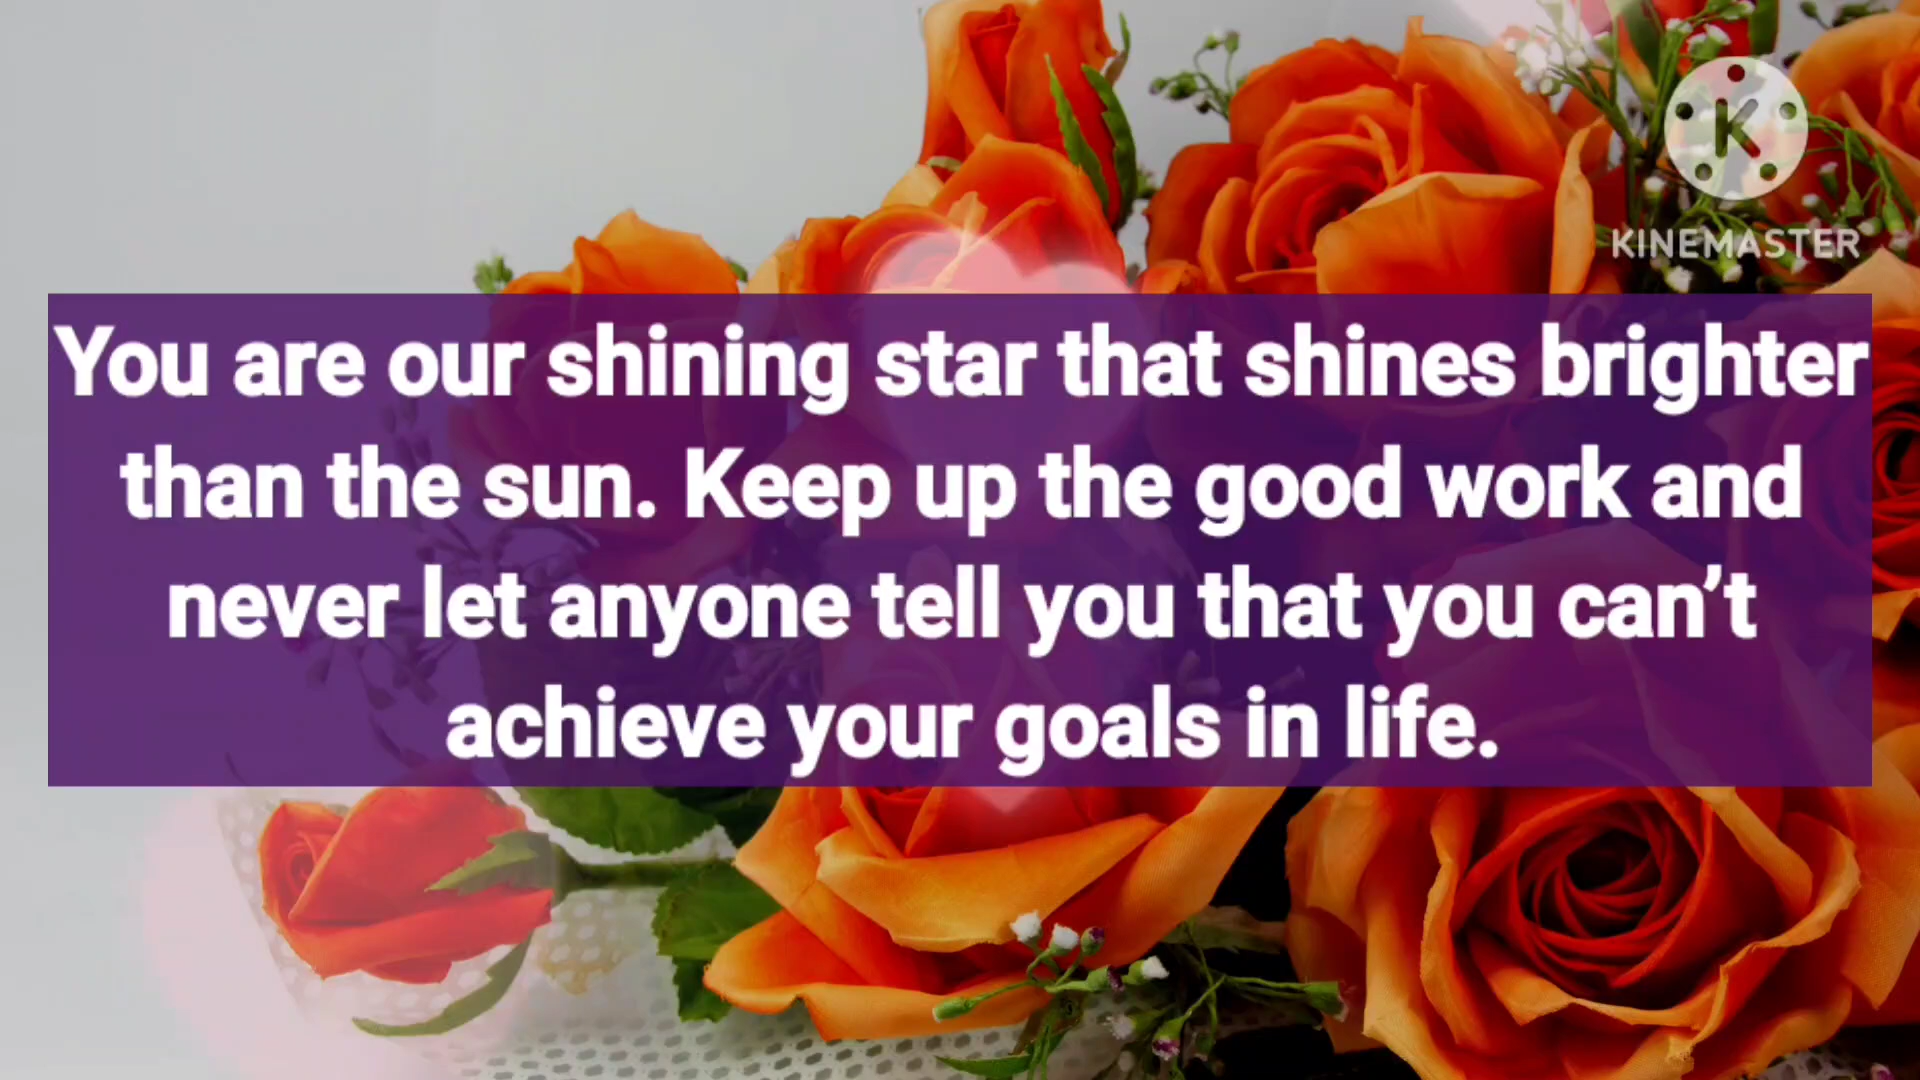 K
KINEMASTER
You are our shining star that shines brighter
than the sun. Keep up the good work and
never let anyone tell you that you can’t
achieve your goals in life.